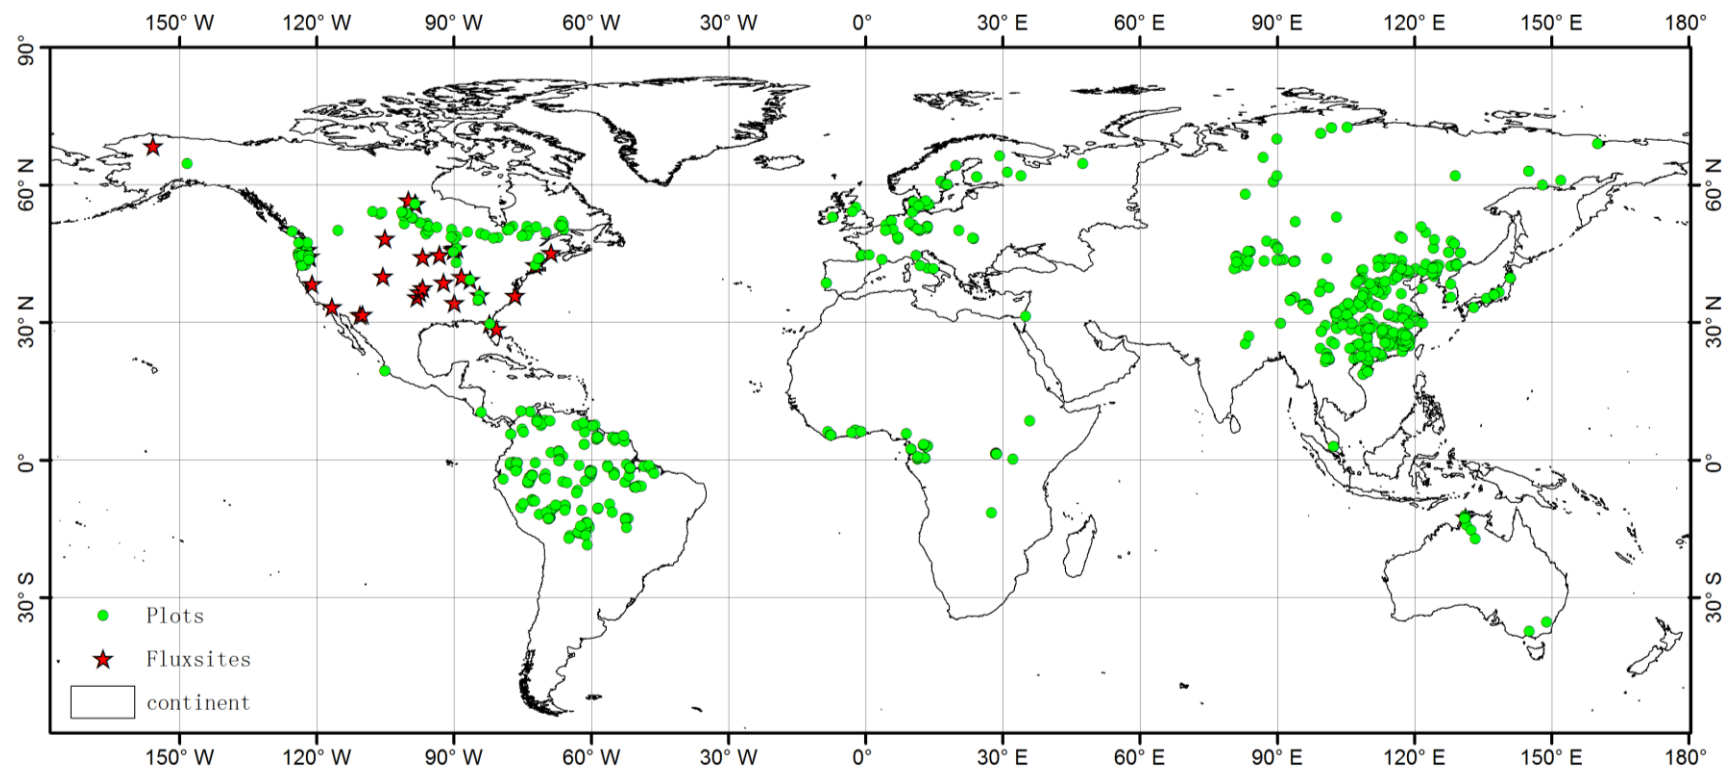 150° W 120° W 90° W 60° W 30° W 0° 30° E 60° E 90° E 120° E 150° E 180°
90°
60° N 60° N
30° N 30° N
0° 0°
30° S 30° S
Plots
Fluxsites
continent
150° W 120° W 90° W 60° W 30° W 0° 30° E 60° E 90° E 120° E 150° E 180°